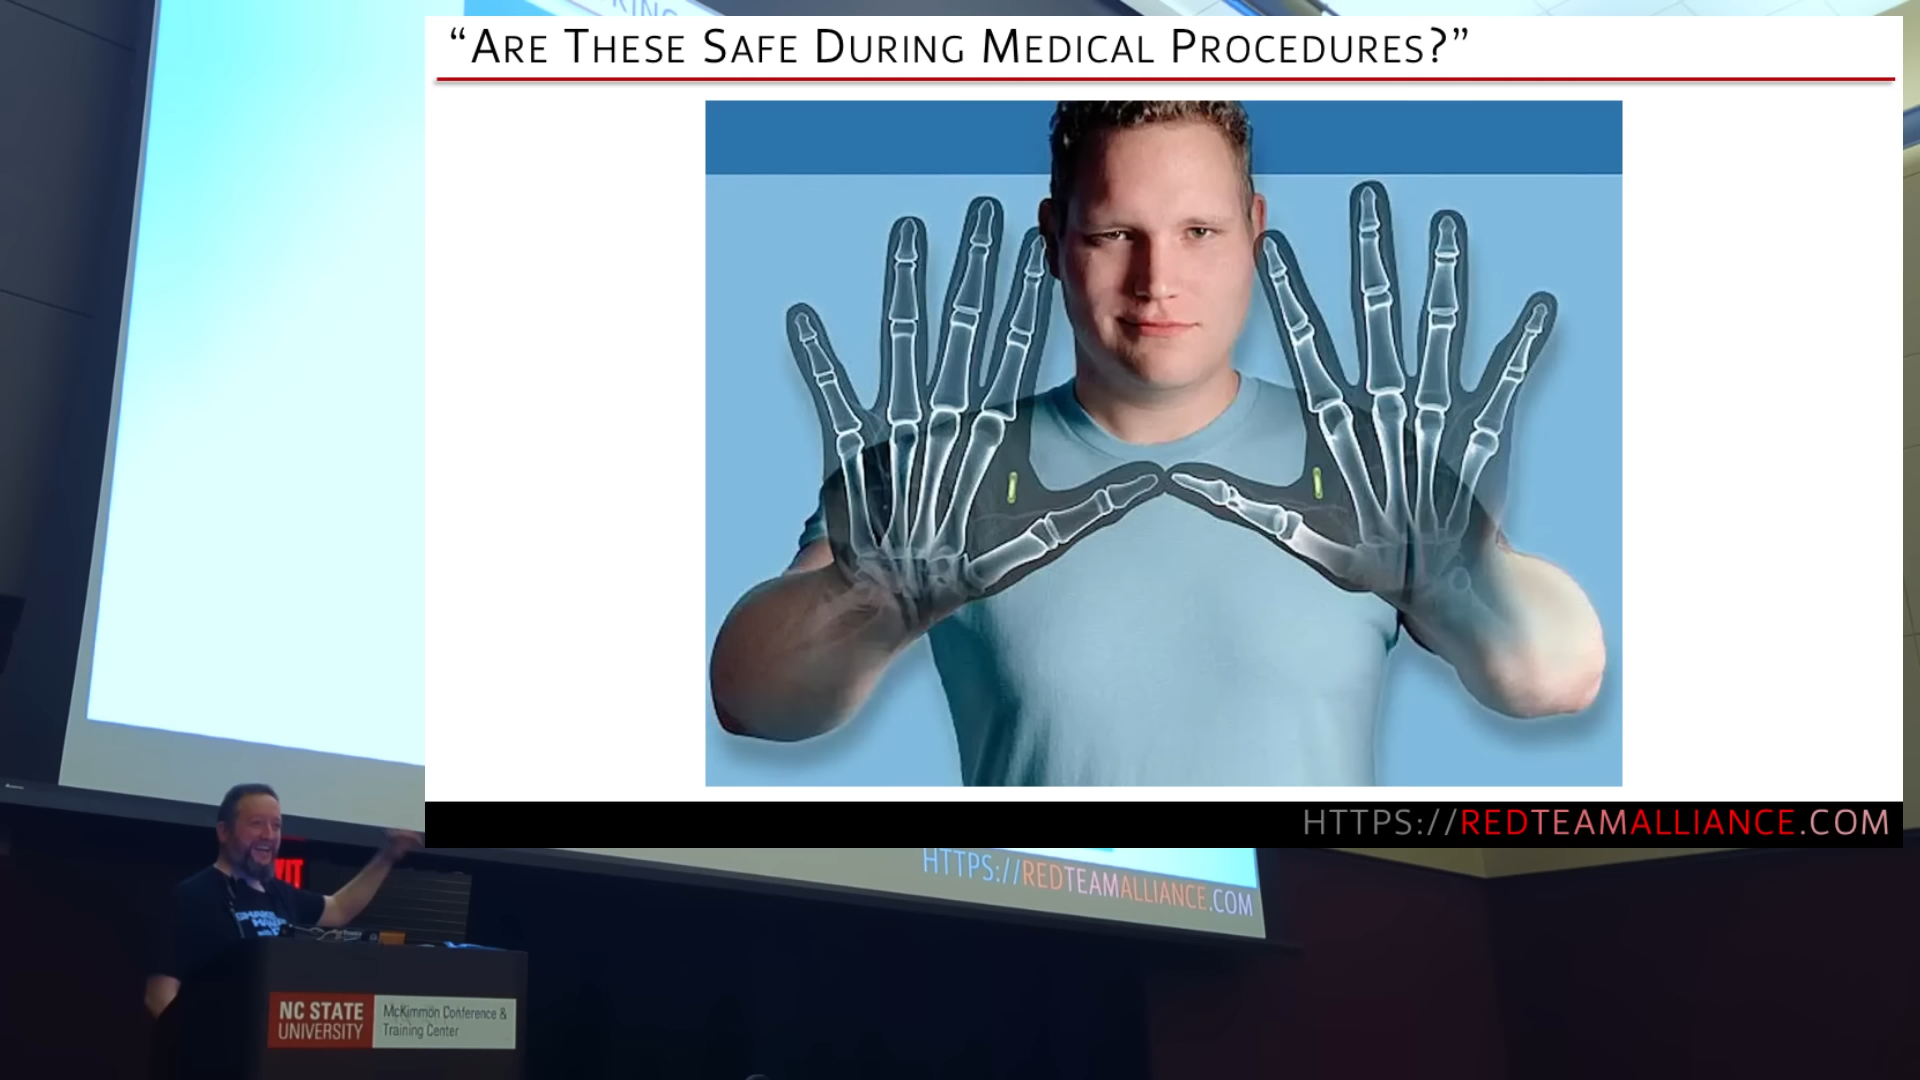 “ARE THESE SAFE DURING MEDICAL PROCEDURES?”
HTTPS://REDTEAMALLIANCE.COM
HTTPS://REDTEAMALLIANCE.COM
NC STATE
UNIVERSITY
McKimmon Conference &
Training Center